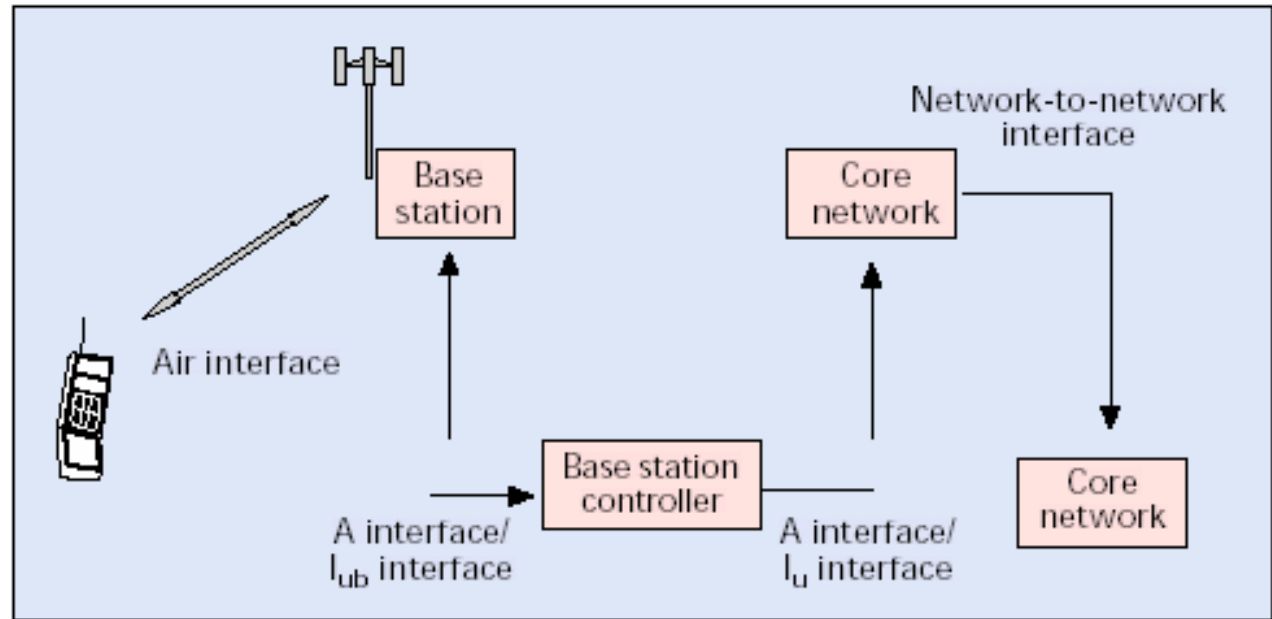 Network-to-network
interface
Base
station
Core
network
Air interface
Base station
controller
Core
network
A interface/
Iub interface
A interface/
Iu interface